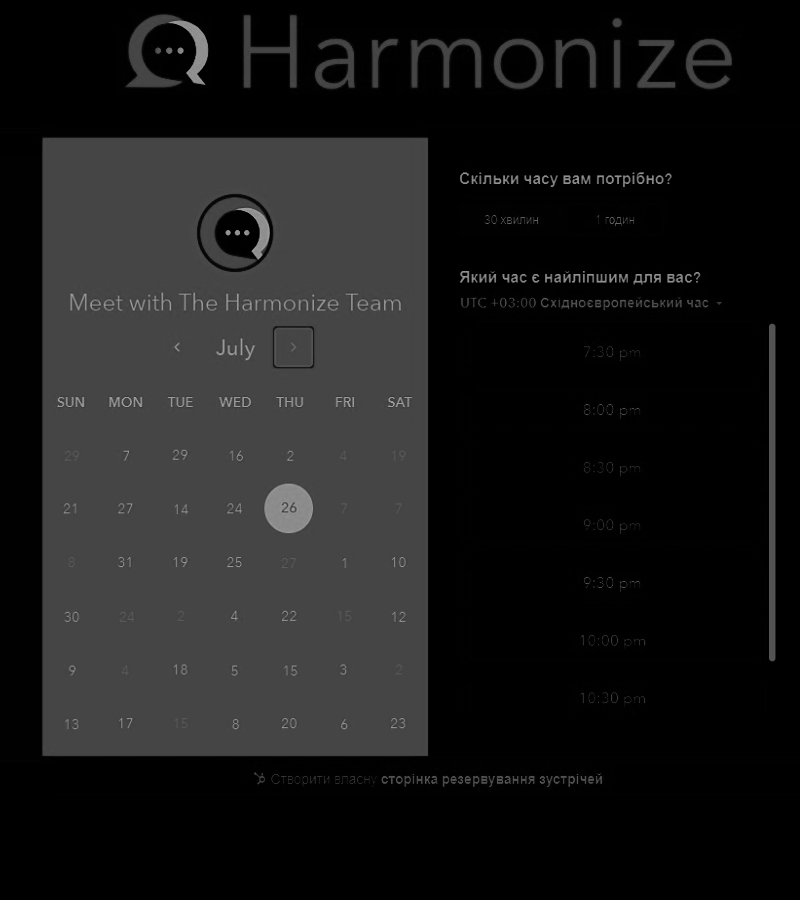 Harmonize
Meet with The Harmonize Team
July
SUN MON TUE WED THU FRI SAT
29 7 29 16 2 4 19
21 27 14 24 26 7 7
8 31 19 25 27 1 10
30 24 2 4 22 15 12
9 4 18 5 15 3 2
13 17 15 8 20 6 23
Скільки часу вам потрібно?
30 хвилин 1 годин
Який час є найліпшим для вас?
UTC +03:00 Східноєвропейський час
7:30 pm
8:00 pm
8:30 pm
9:00 pm
9:30 pm
10:00 pm
10:30 pm
Створити власну сторінка резервування зустрічей